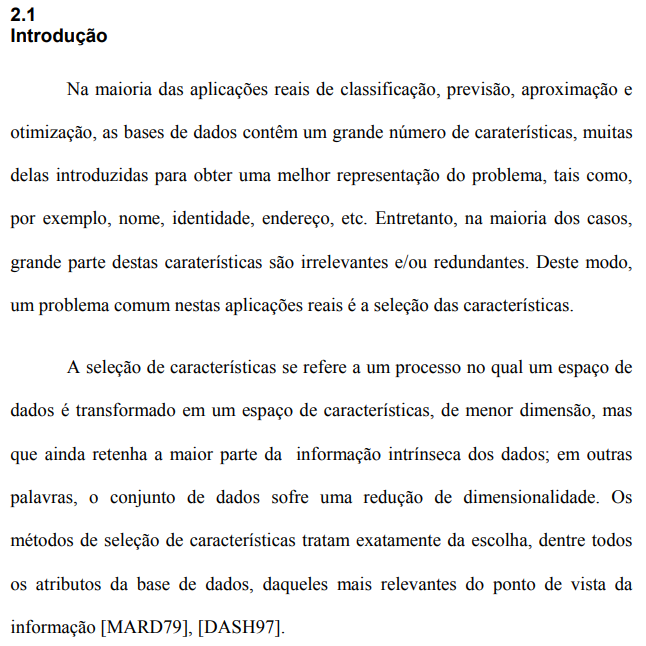 2.1
Introdução
Na maioria das aplicações reais de classificação, previsão, aproximação e
otimização, as bases de dados contêm um grande número de caraterísticas, muitas
delas introduzidas para obter uma melhor representação do problema, tais como,
por exemplo, nome, identidade, endereço, etc. Entretanto, na maioria dos casos,
grande parte destas caraterísticas são irrelevantes e/ou redundantes. Deste modo,
um problema comum nestas aplicações reais é a seleção das características.
A seleção de características se refere a um processo no qual um espaço de
dados é transformado em um espaço de características, de menor dimensão, mas
que ainda retenha a maior parte da  informação intrínseca dos dados; em outras
palavras, o conjunto de dados sofre uma redução de dimensionalidade. Os
métodos de seleção de características tratam exatamente da escolha, dentre todos
os atributos da base de dados, daqueles mais relevantes do ponto de vista da
informação [MARD79], [DASH97].